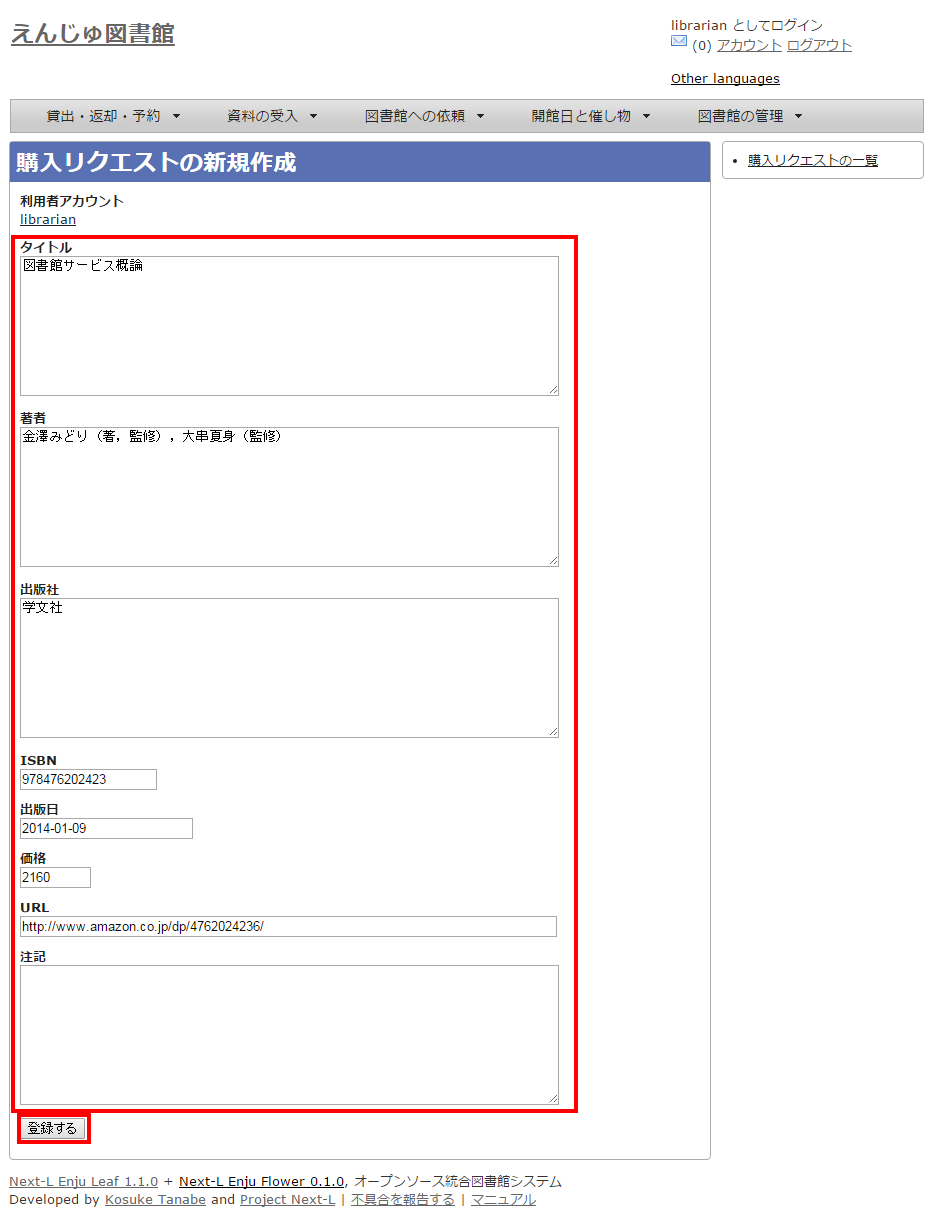 えんじゅ図書館
librarian としてログイン
(0) アカウント ログアウト
Other languages
貸出・返却・予約 資料の受入 図書館への依頼 開館日と催し物 図書館の管理
購入リクエストの新規作成
購入リクエストの一覧
利用者アカウント
librarian
タイトル
図書館サービス概論
著者
金澤みどり（著，監修），大串夏身（監修）
出版社
学文社
ISBN
978476202423
出版日
2014-01-09
価格
2160
URL
http://www.amazon.co.jp/dp/4762024236/
注記
登録する
Next-L Enju Leaf 1.1.0 + Next-L Enju Flower 0.1.0, オープンソース統合図書館システム
Developed by Kosuke Tanabe and Project Next-L | 不具合を報告する | マニュアル